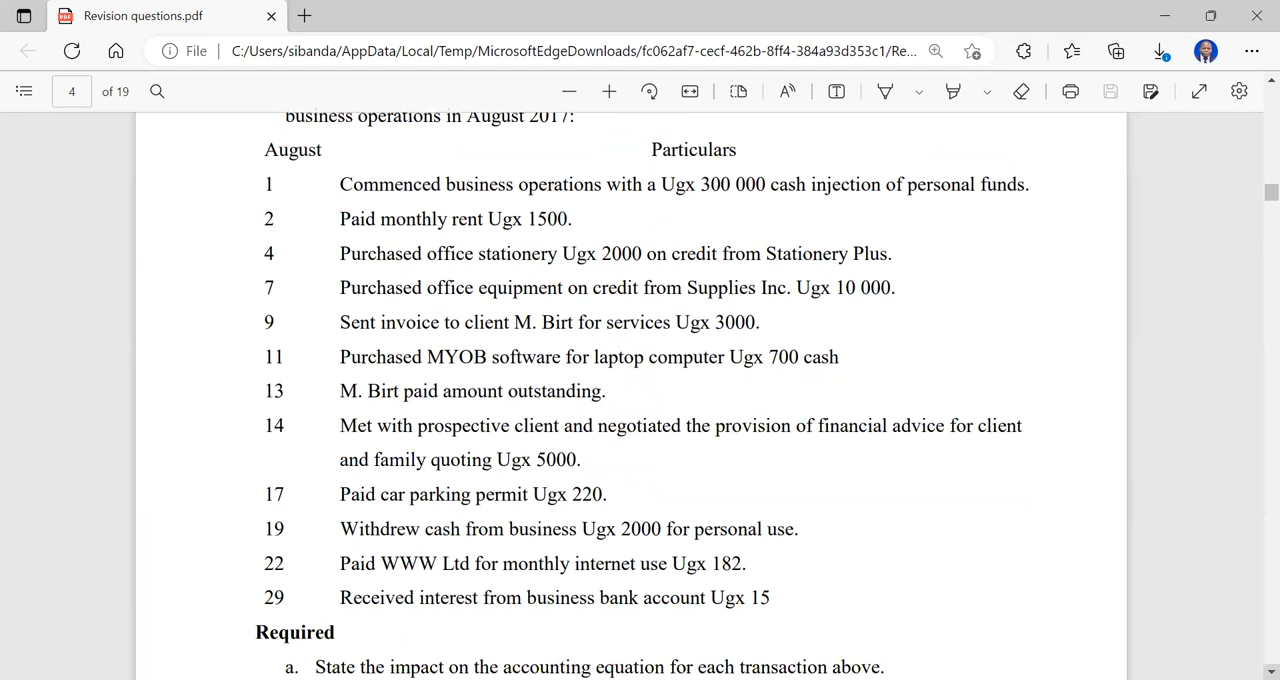 Revision questions.pdf
File C:/Users/sibanda/AppData/Local/Temp/MicrosoftEdgeDownloads/fc062af7-cecf-462b-8ff4-384a93d353c1/Re...
4 of 19
business operations in August 2017:
August Particulars
1 Commenced business operations with a Ugx 300 000 cash injection of personal funds.
2 Paid monthly rent Ugx 1500.
4 Purchased office stationery Ugx 2000 on credit from Stationery Plus.
7 Purchased office equipment on credit from Supplies Inc. Ugx 10 000.
9 Sent invoice to client M. Birt for services Ugx 3000.
11 Purchased MYOB software for laptop computer Ugx 700 cash
13 M. Birt paid amount outstanding.
14 Met with prospective client and negotiated the provision of financial advice for client
and family quoting Ugx 5000.
17 Paid car parking permit Ugx 220.
19 Withdrew cash from business Ugx 2000 for personal use.
22 Paid WWW Ltd for monthly internet use Ugx 182.
29 Received interest from business bank account Ugx 15
Required
a. State the impact on the accounting equation for each transaction above.